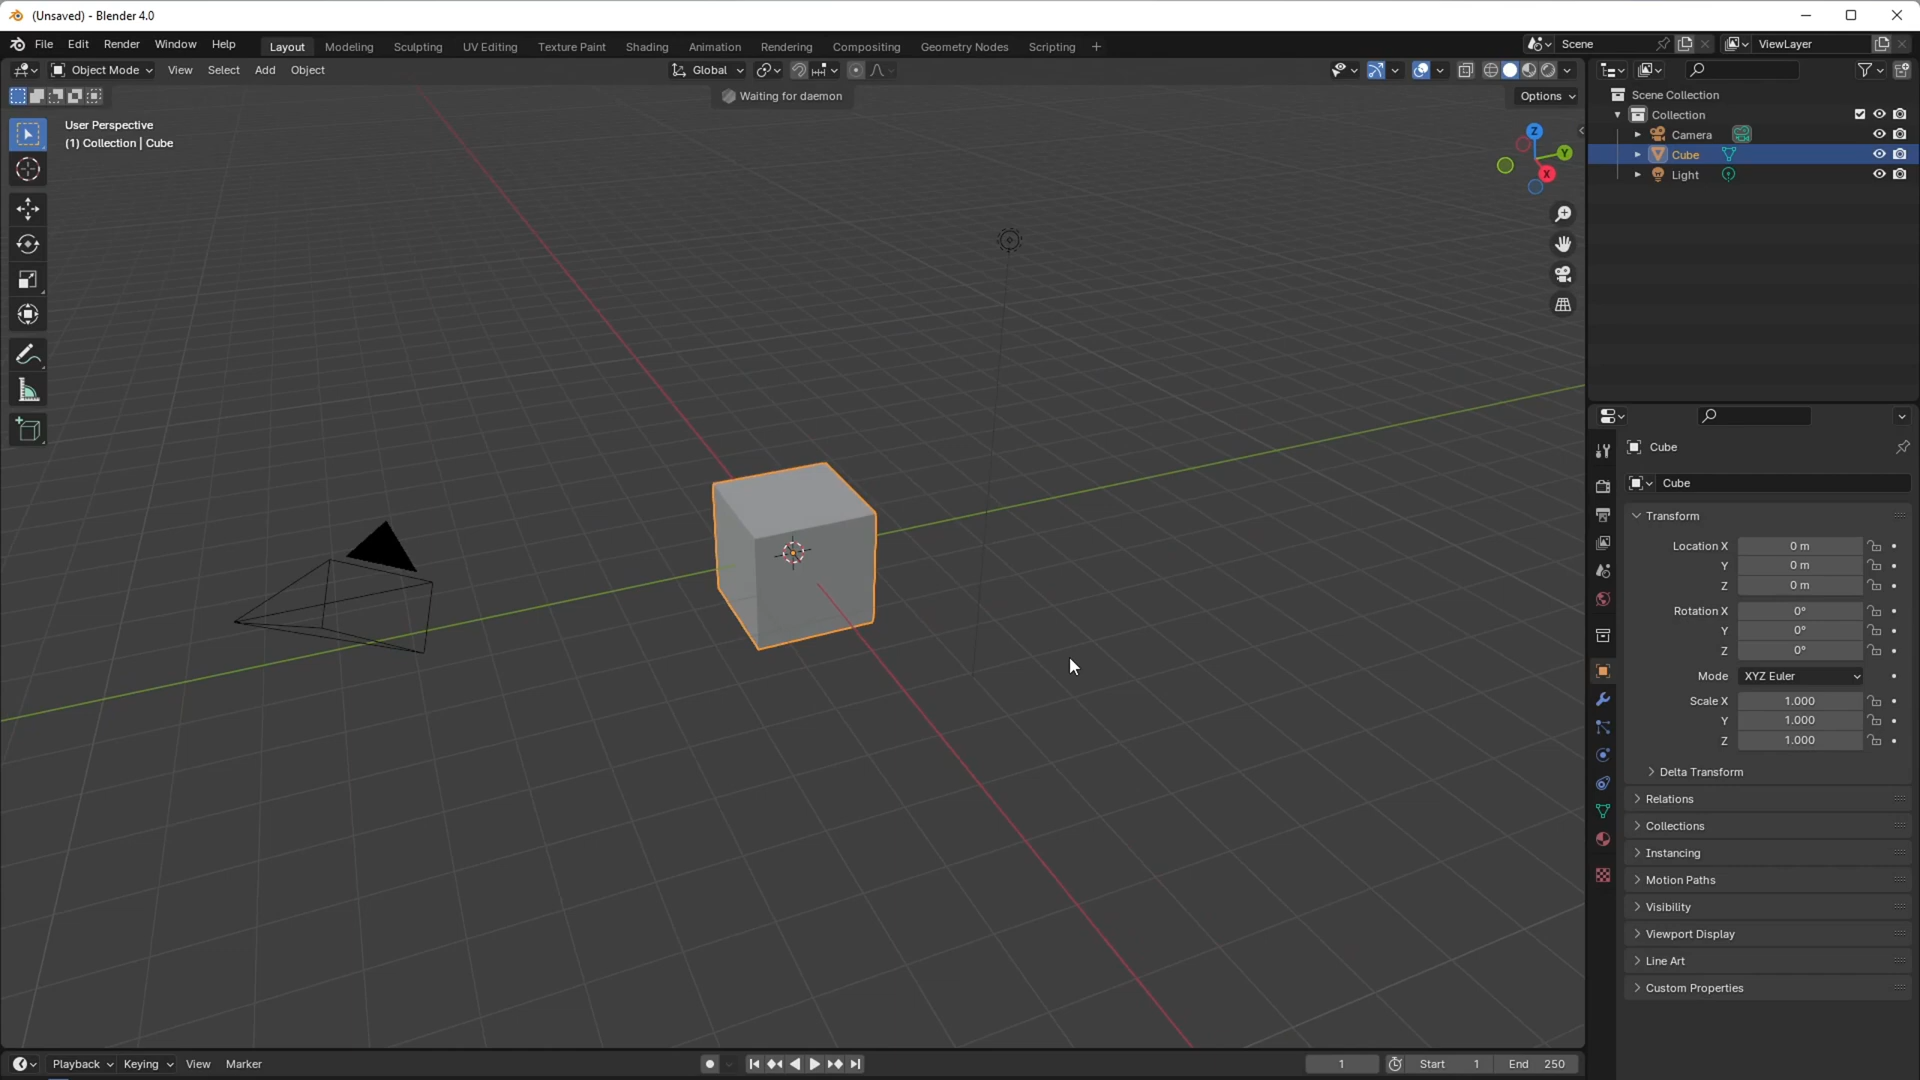 (Unsaved) - Blender 4.0
File Edit Render Window Help Layout Modeling Sculpting UV Editing Texture Paint Shading Animation Rendering Compositing Geometry Nodes Scripting + Scene ViewLayer
Object Mode View Select Add Object Global
Waiting for daemon Options
User Perspective
(1) Collection | Cube
Z
Y
X
Scene Collection
Collection
Camera
Cube
Light
Cube
Cube
Transform
Location X 0 m
Y 0 m
Z 0 m
Rotation X 0°
Y 0°
Z 0°
Mode XYZ Euler
Scale X 1.000
Y 1.000
Z 1.000
Delta Transform
Relations
Collections
Instancing
Motion Paths
Visibility
Viewport Display
Line Art
Custom Properties
Playback Keying View Marker 1 Start 1 End 250